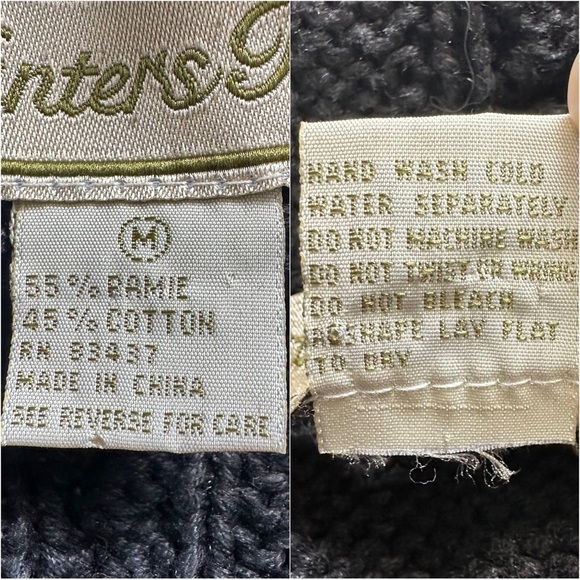 M
55% RAMIE
45% COTTON
RN 83437
MADE IN CHINA
SEE REVERSE FOR CARE
HAND WASH COLD
WATER SEPARATELY
DO NOT MACHINE WASH
DO NOT TWIST OR WRING
DO NOT BLEACH
RESHAPE LAY FLAT
TO DRY